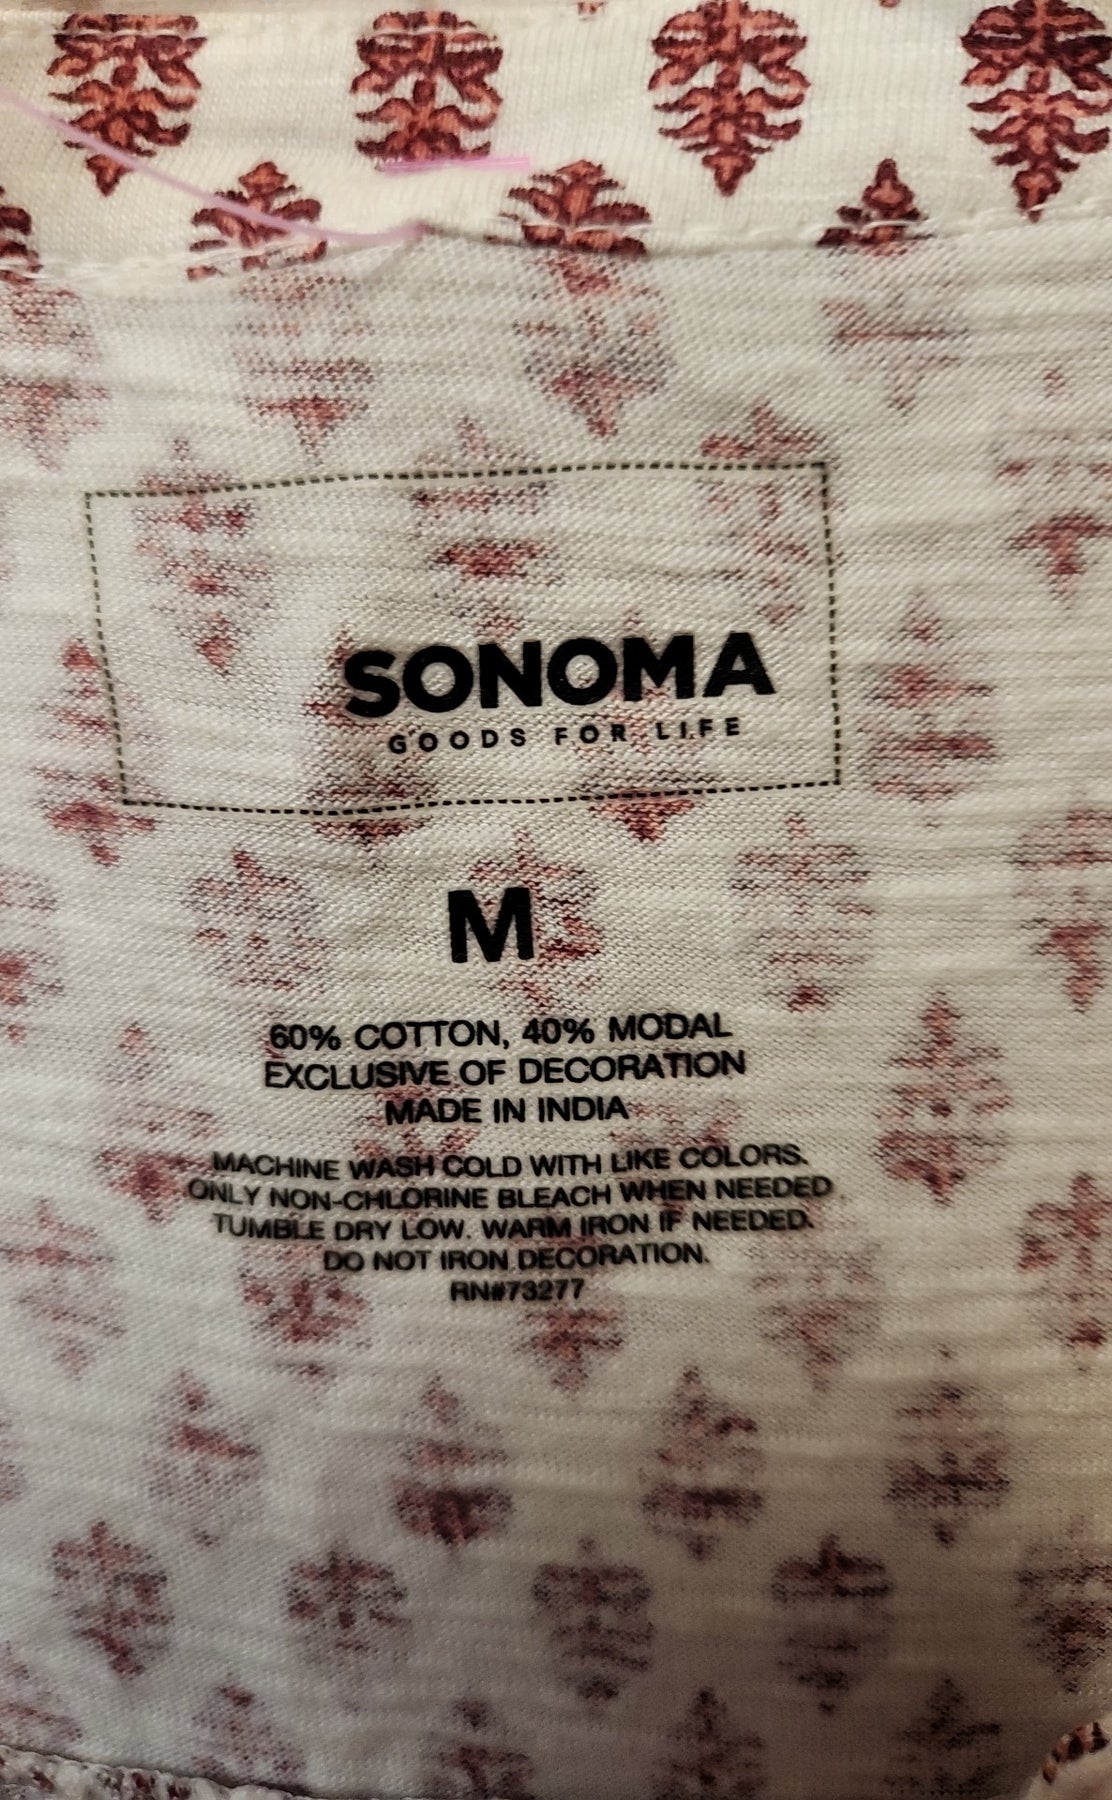 SONOMA
GOODS FOR LIFE
M
60% COTTON, 40% MODAL
EXCLUSIVE OF DECORATION
MADE IN INDIA
MACHINE WASH COLD WITH LIKE COLORS.
ONLY NON-CHLORINE BLEACH WHEN NEEDED.
TUMBLE DRY LOW. WARM IRON IF NEEDED.
DO NOT IRON DECORATION.
RN#73277